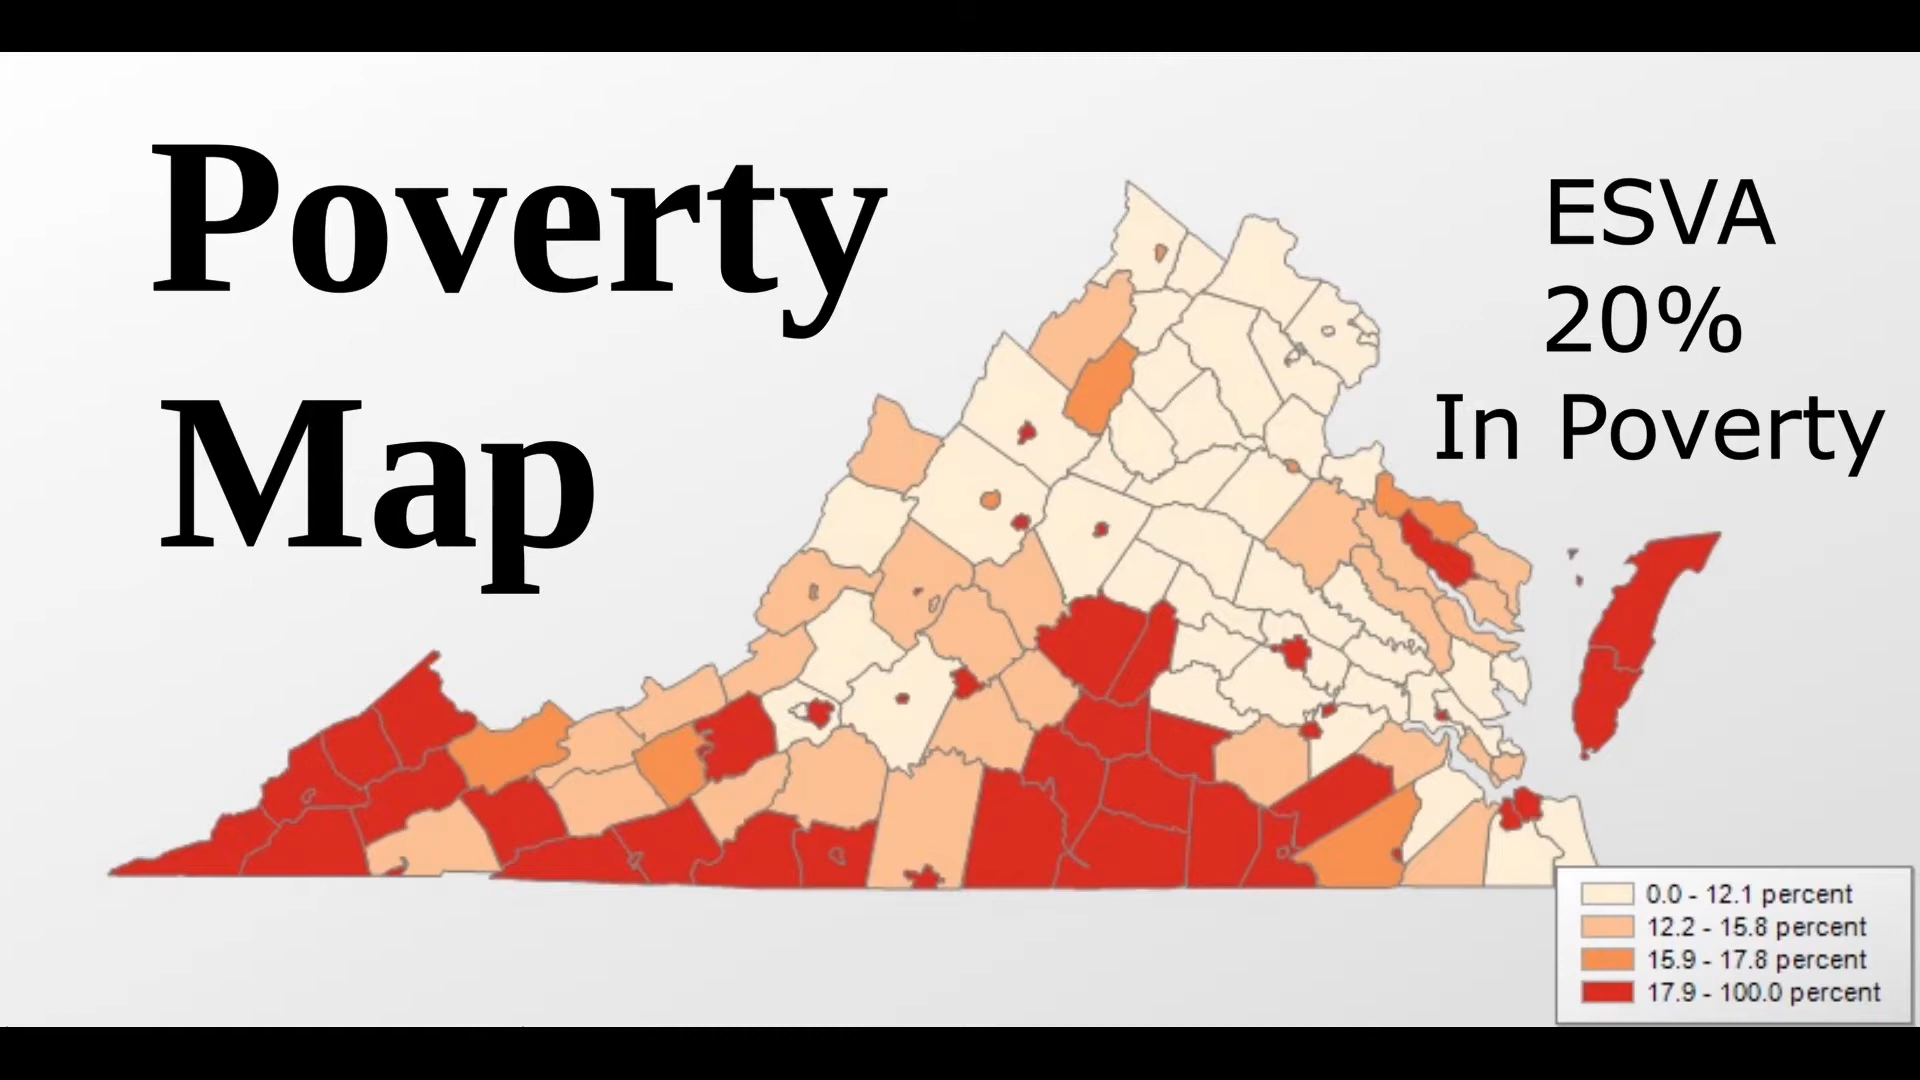 Poverty
Map
ESVA
20%
In Poverty
0.0 - 12.1 percent
12.2 - 15.8 percent
15.9 - 17.8 percent
17.9 - 100.0 percent